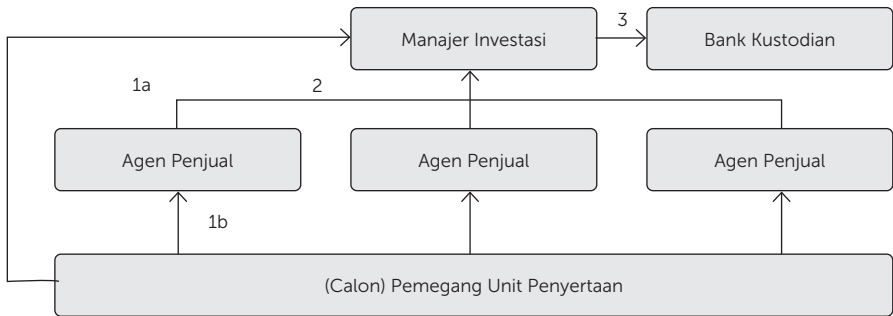 3
Manajer Investasi
Bank Kustodian
1a
2
Agen Penjual
Agen Penjual
Agen Penjual
1b
(Calon) Pemegang Unit Penyertaan